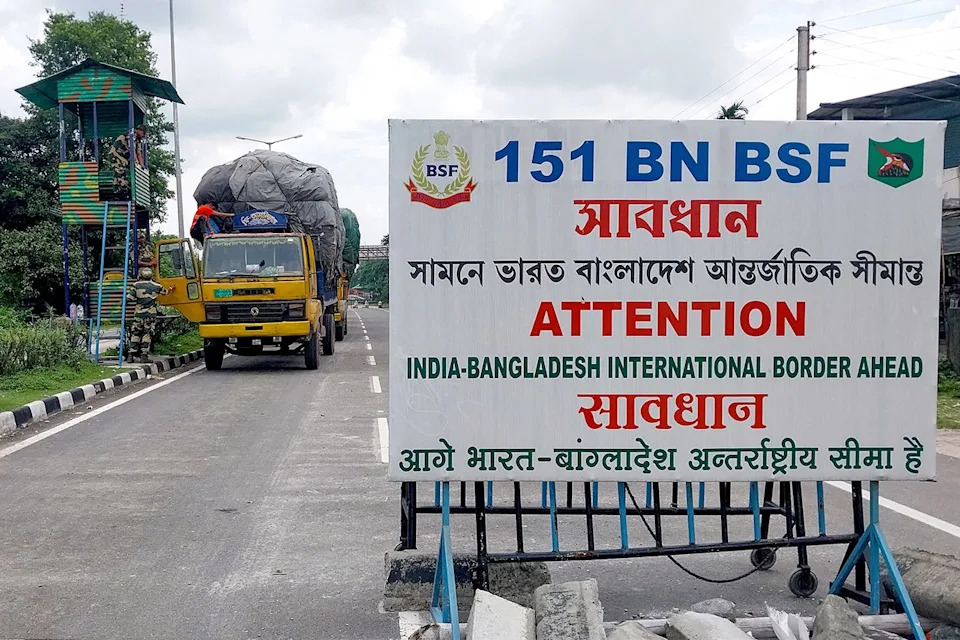 151 BN BSF
BSF
সাবধান
সামনে ভারত বাংলাদেশ আন্তর্জাতিক সীমান্ত
ATTENTION
INDIA-BANGLADESH INTERNATIONAL BORDER AHEAD
सावधान
आगे भारत-बांग्लादेश अन्तर्राष्ट्रीय सीमा है